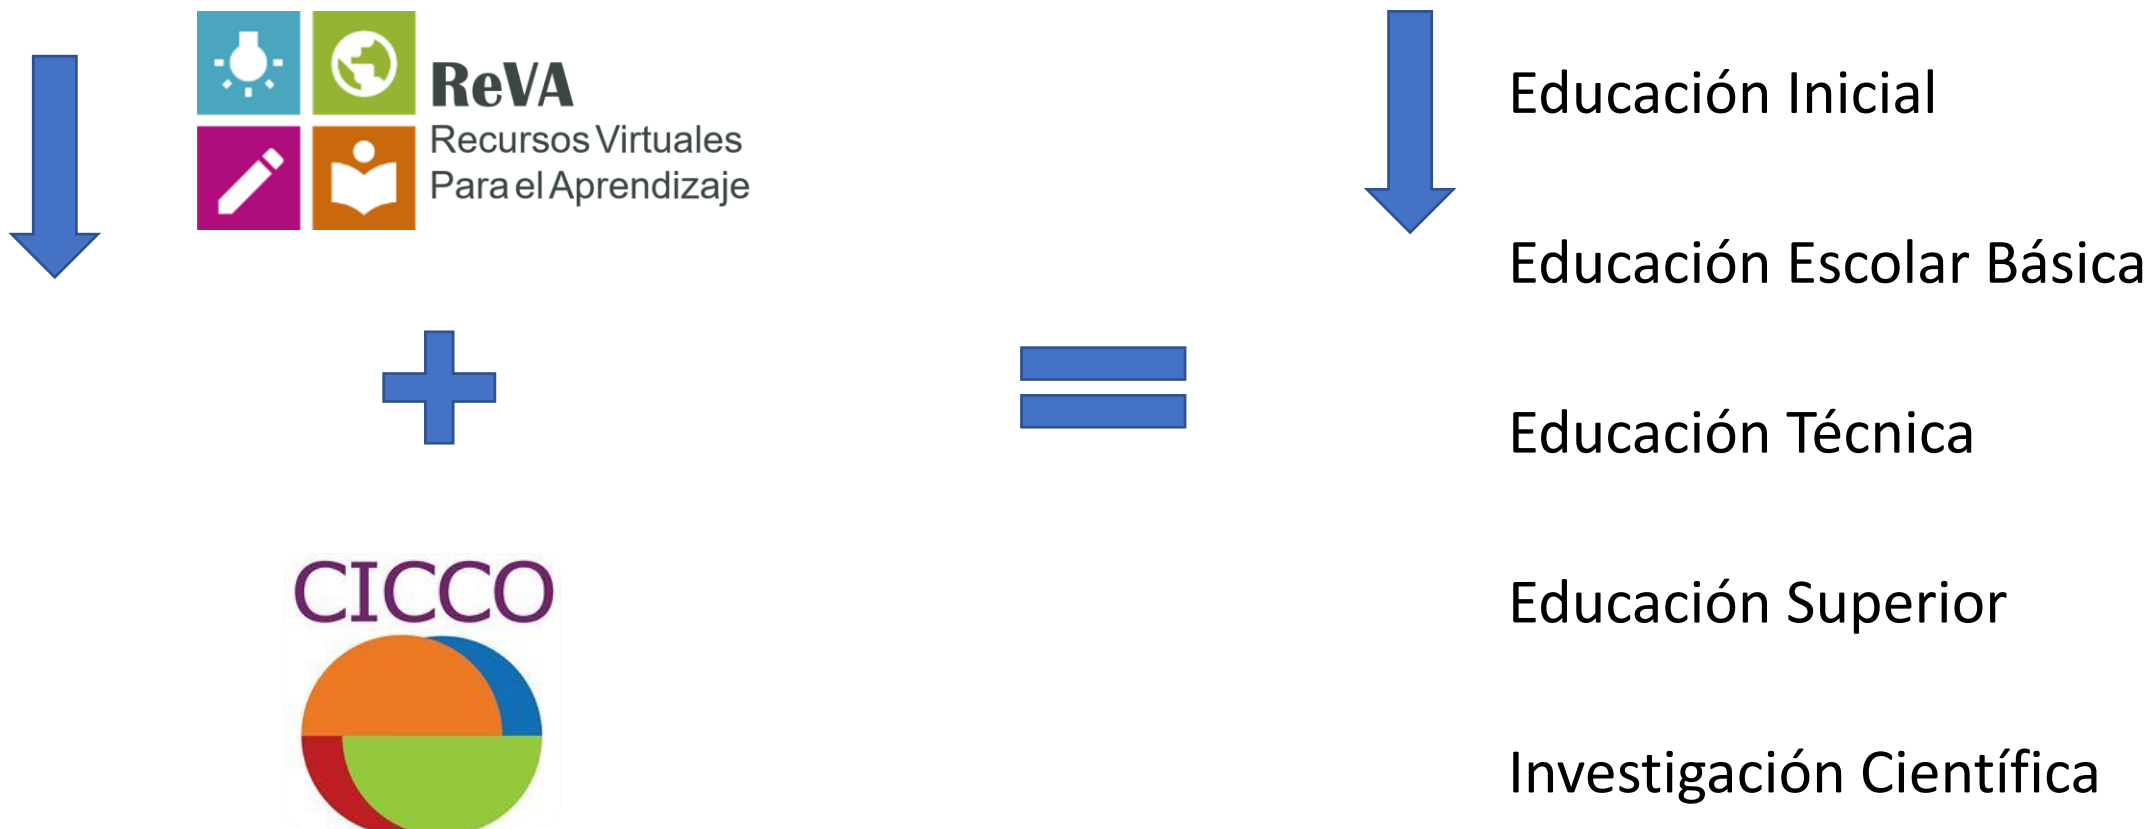 ReVA
Recursos Virtuales
Para el Aprendizaje
CICCO
Educación Inicial
Educación Escolar Básica
Educación Técnica
Educación Superior
Investigación Científica